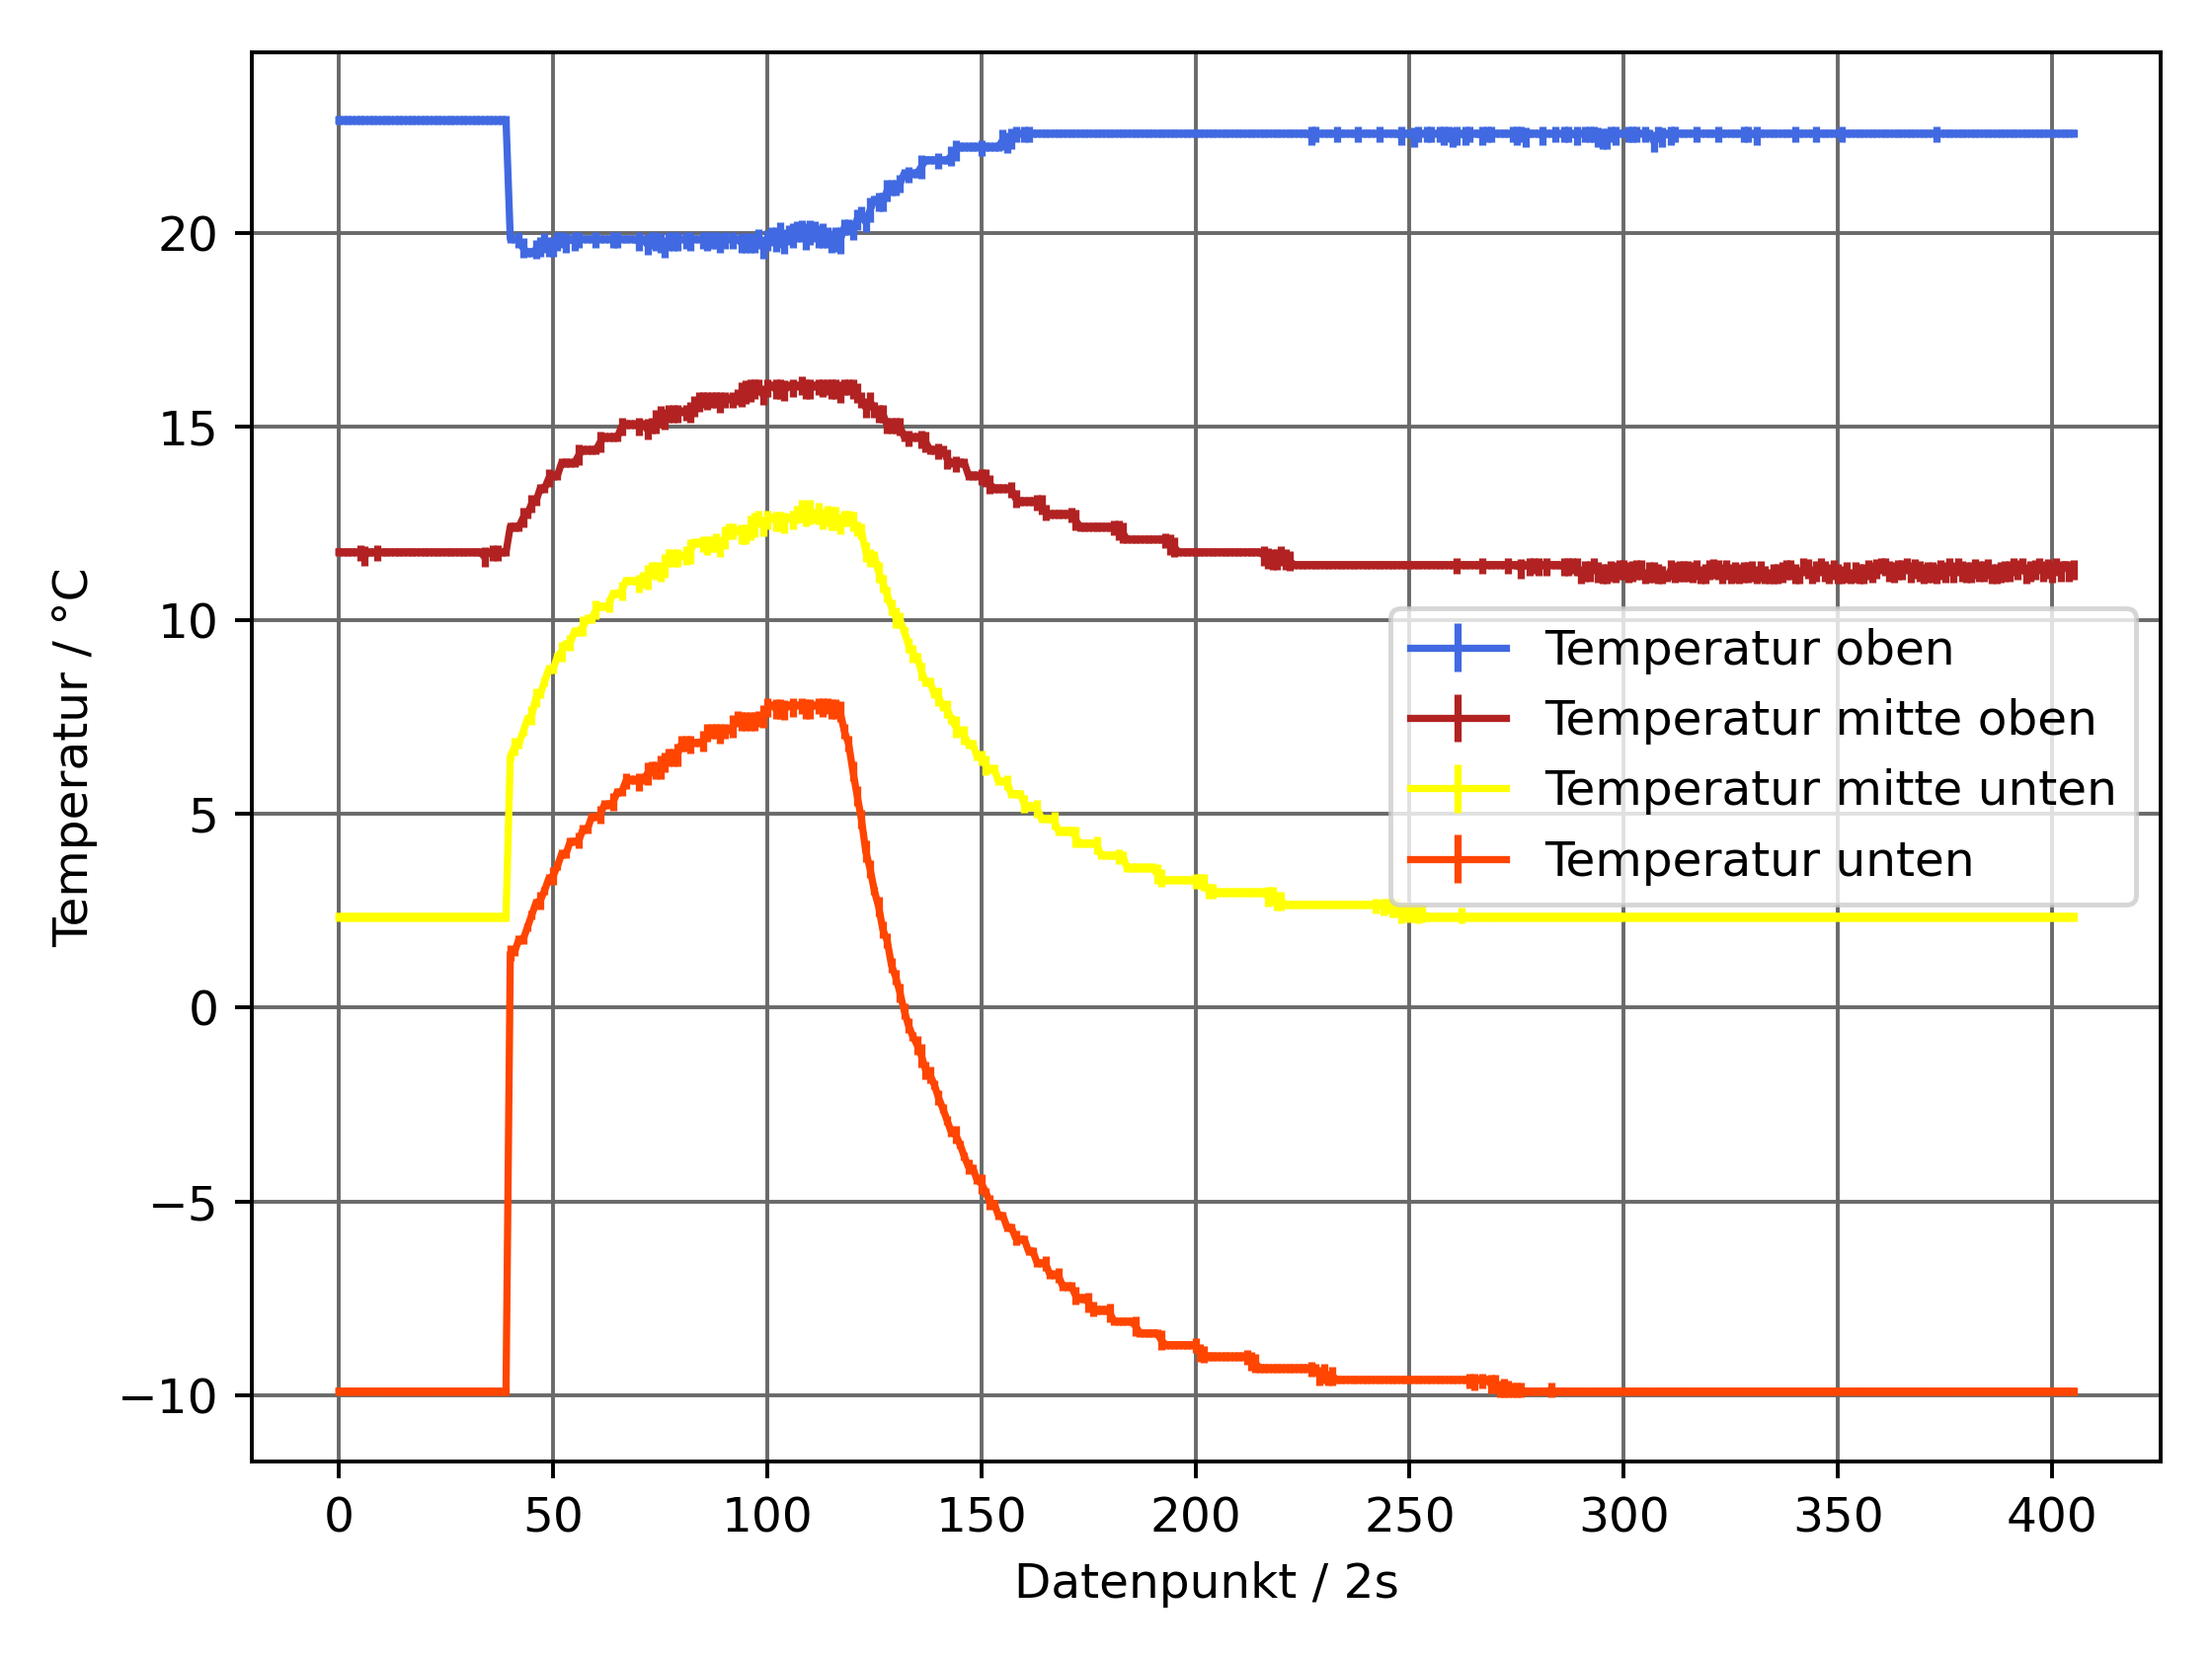 Temperatur / °C
20
15
10
5
0
−5
−10
0 50 100 150 200 250 300 350 400
Datenpunkt / 2s
Temperatur oben
Temperatur mitte oben
Temperatur mitte unten
Temperatur unten